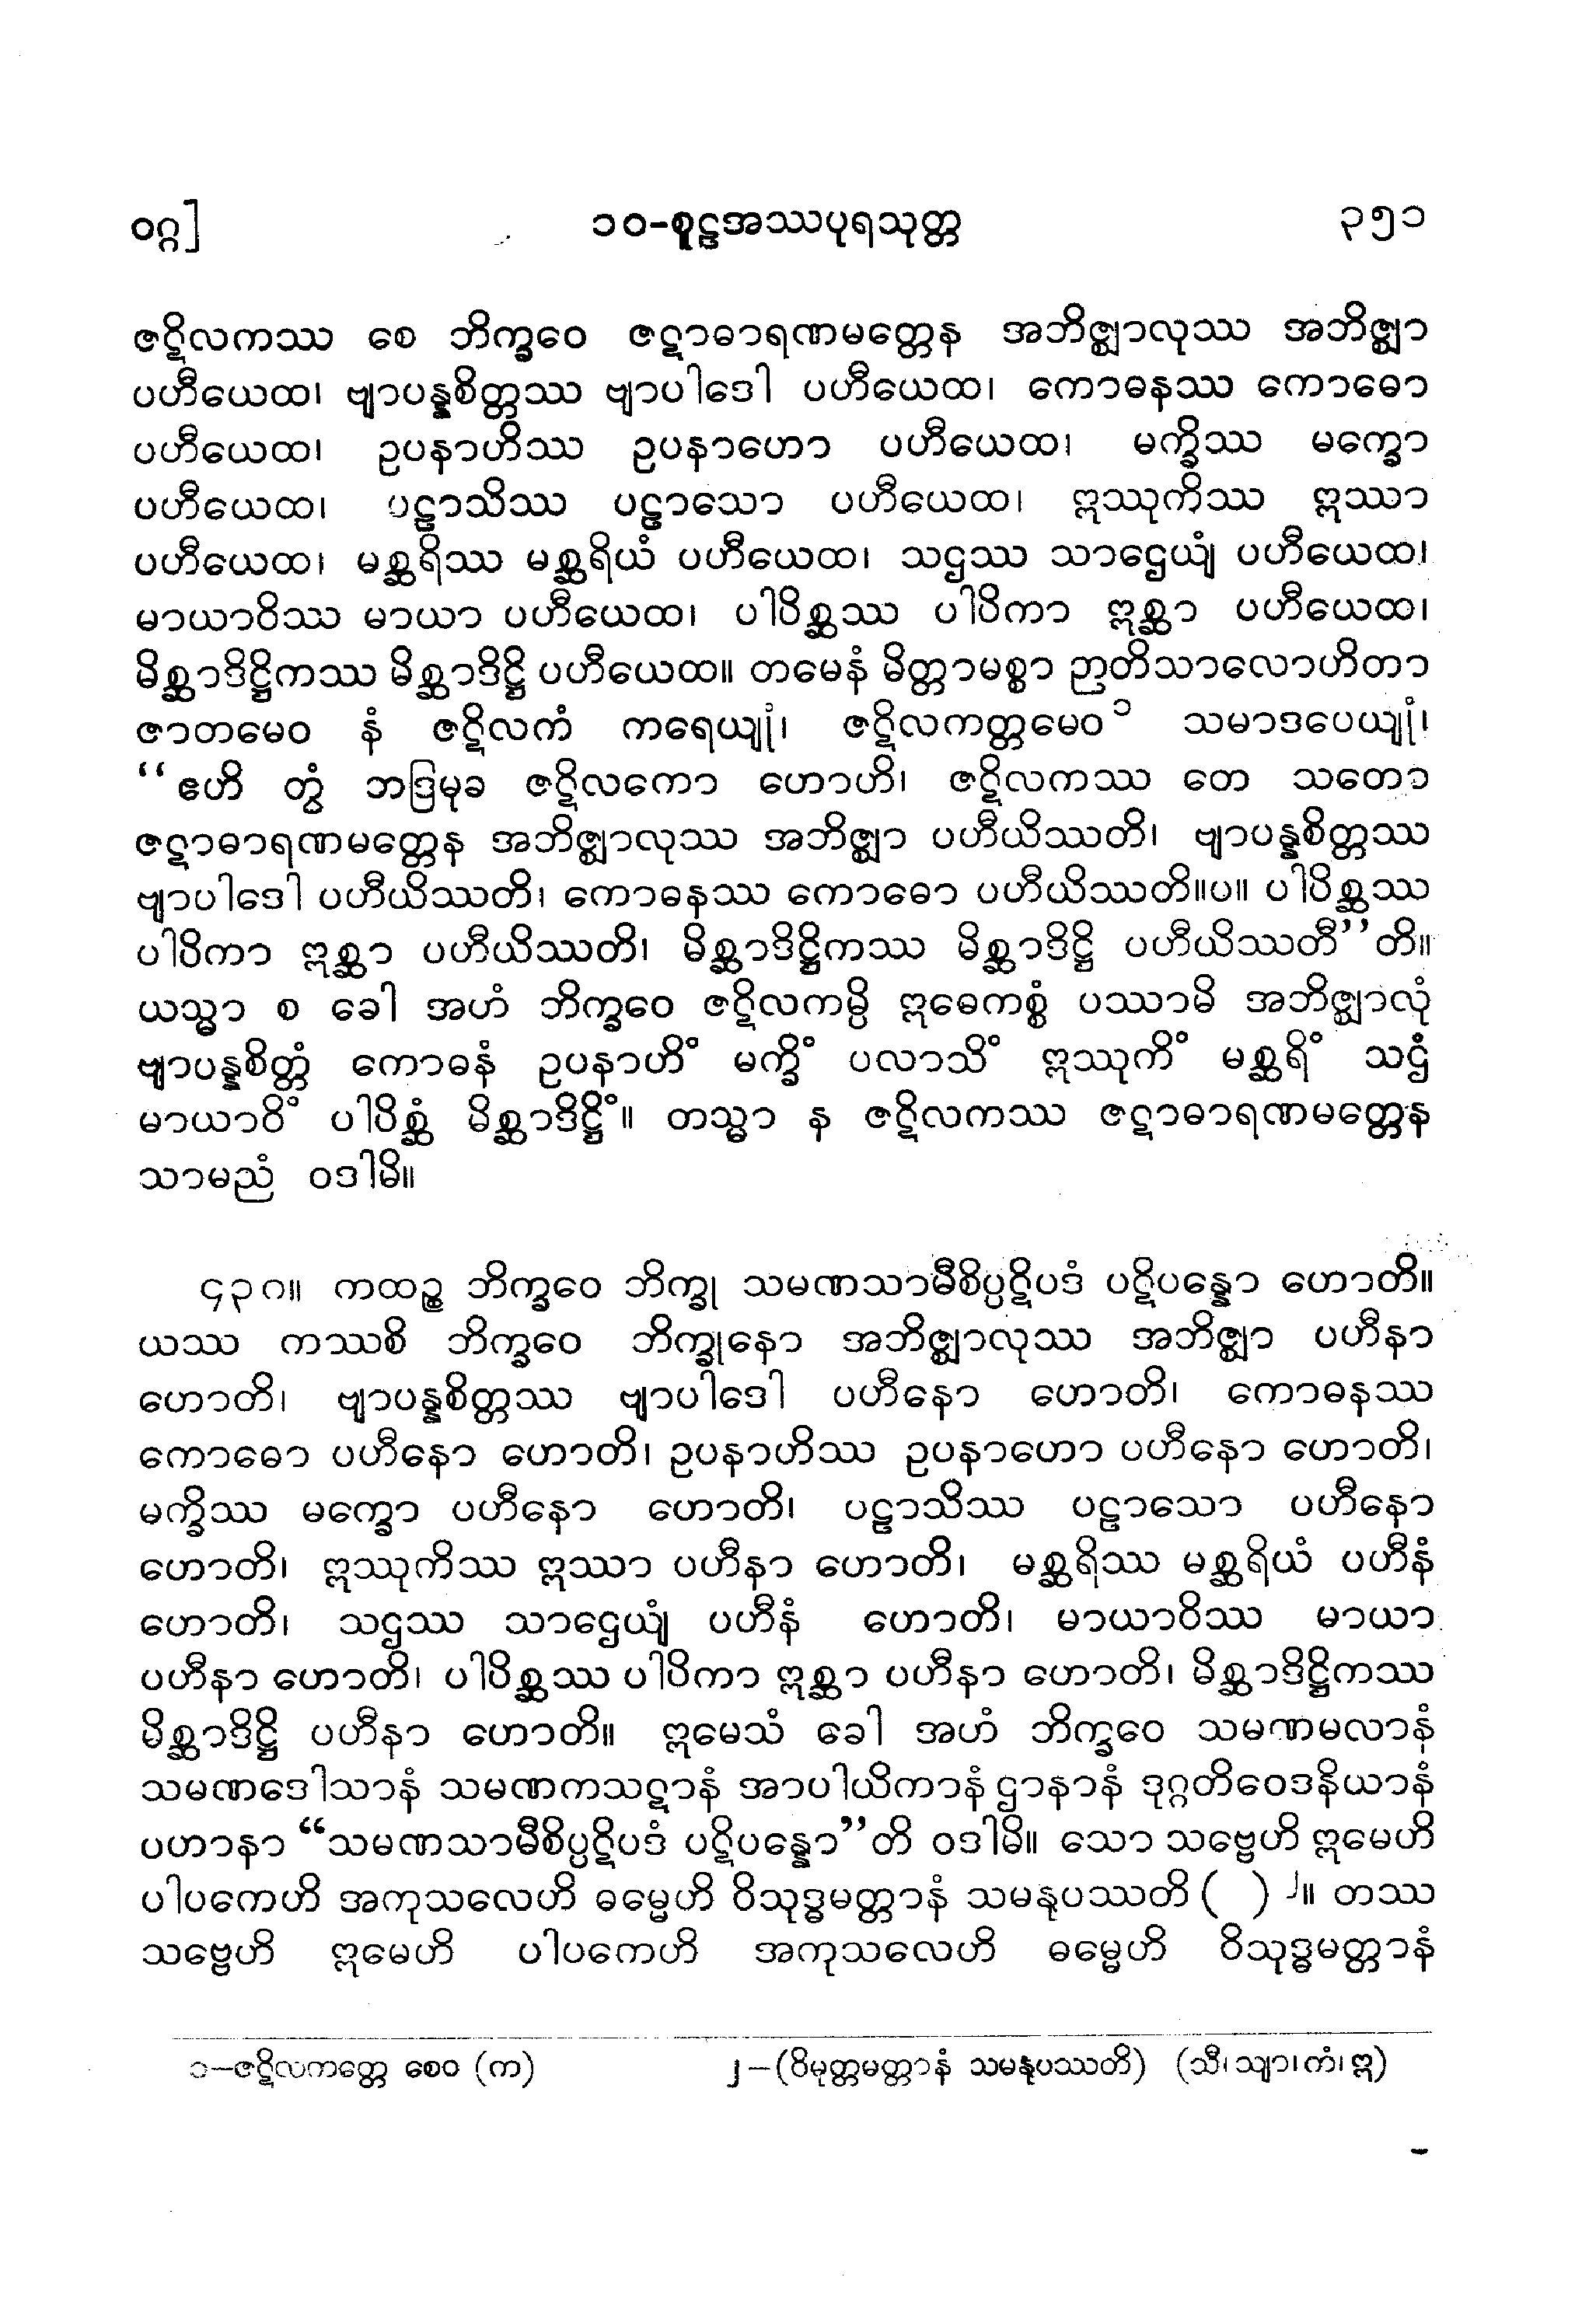 ဝဂ္ဂ]
၁၀-စူဠအဿပုရသုတ္တ
၃၅၁
ဇဋိလကဿ စေ ဘိက္ခဝေ ဇဋာဓာရဏမတ္တေန အဘိဇ္ဈာလုဿ အဘိဇ္ဈာ
ပဟီယေထ၊ ဗျာပန္နစိတ္တဿ ဗျာပါဒေါ ပဟီယေထ၊ ကောဓနဿ ကောဓော
ပဟီယေထ၊ ဥပနာဟိဿ ဥပနာဟော ပဟီယေထ၊ မက္ခိဿ မက္ခော
ပဟီယေထ၊ ပဠာသိဿ ပဠာသော ပဟီယေထ၊ ဣဿုကိဿ ဣဿာ
ပဟီယေထ၊ မစ္ဆရိဿ မစ္ဆရိယံ ပဟီယေထ၊ သဌဿ သာဌေယျံ ပဟီယေထ၊
မာယာဝိဿ မာယာ ပဟီယေထ၊ ပါပိစ္ဆဿ ပါပိကာ ဣစ္ဆာ ပဟီယေထ၊
မိစ္ဆာဒိဋ္ဌိကဿ မိစ္ဆာဒိဋ္ဌိ ပဟီယေထ။ တမေနံ မိတ္တာမစ္စာ ဉာတိသာလောဟိတာ
ဇာတမေဝ နံ ဇဋိလကံ ကရေယျုံ၊ ဇဋိလကတ္တမေဝ ၁ သမာဒပေယျုံ၊
“ဧဟိ တွံ ဘဒြမုခ ဇဋိလကော ဟောဟိ၊ ဇဋိလကဿ တေ သတော
ဇဋာဓာရဏမတ္တေန အဘိဇ္ဈာလုဿ အဘိဇ္ဈာ ပဟီယိဿတိ၊ ဗျာပန္နစိတ္တဿ
ဗျာပါဒေါ ပဟီယိဿတိ၊ ကောဓနဿ ကောဓော ပဟီယိဿတိ။ပ။ ပါပိစ္ဆဿ
ပါပိကာ ဣစ္ဆာ ပဟီယိဿတိ၊ မိစ္ဆာဒိဋ္ဌိကဿ မိစ္ဆာဒိဋ္ဌိ ပဟီယိဿတီ”တိ။
ယသ္မာ စ ခေါ အဟံ ဘိက္ခဝေ ဇဋိလကမ္ပိ ဣဓေကစ္စံ ပဿာမိ အဘိဇ္ဈာလုံ
ဗျာပန္နစိတ္တံ ကောဓနံ ဥပနာဟိံ မက္ခိံ ပလာသိံ ဣဿုကိံ မစ္ဆရိံ သဌံ
မာယာဝိံ ပါပိစ္ဆံ မိစ္ဆာဒိဋ္ဌိံ။ တသ္မာ န ဇဋိလကဿ ဇဋာဓာရဏမတ္တေန
သာမညံ ဝဒါမိ။
၄၃၇။ ကထဉ္စ ဘိက္ခဝေ ဘိက္ခု သမဏသာမီစိပ္ပဋိပဒံ ပဋိပန္နော ဟောတိ။
ယဿ ကဿစိ ဘိက္ခဝေ ဘိက္ခုနော အဘိဇ္ဈာလုဿ အဘိဇ္ဈာ ပဟီနာ
ဟောတိ၊ ဗျာပန္နစိတ္တဿ ဗျာပါဒေါ ပဟီနော ဟောတိ၊ ကောဓနဿ
ကောဓော ပဟီနော ဟောတိ၊ ဥပနာဟိဿ ဥပနာဟော ပဟီနော ဟောတိ၊
မက္ခိဿ မက္ခော ပဟီနော ဟောတိ၊ ပဠာသိဿ ပဠာသော ပဟီနော
ဟောတိ၊ ဣဿုကိဿ ဣဿာ ပဟီနာ ဟောတိ၊ မစ္ဆရိဿ မစ္ဆရိယံ ပဟီနံ
ဟောတိ၊ သဌဿ သာဌေယျံ ပဟီနံ ဟောတိ၊ မာယာဝိဿ မာယာ
ပဟီနာ ဟောတိ၊ ပါပိစ္ဆဿ ပါပိကာ ဣစ္ဆာ ပဟီနာ ဟောတိ၊ မိစ္ဆာဒိဋ္ဌိကဿ
မိစ္ဆာဒိဋ္ဌိ ပဟီနာ ဟောတိ။ ဣမေသံ ခေါ အဟံ ဘိက္ခဝေ သမဏမလာနံ
သမဏဒေါသာနံ သမဏကသဋာနံ အာပါယိကာနံ ဌာနာနံ ဒုဂ္ဂတိဝေဒနိယာနံ
ပဟာနာ “သမဏသာမီစိပ္ပဋိပဒံ ပဋိပန္နော”တိ ဝဒါမိ။ သော သဗ္ဗေဟိ ဣမေဟိ
ပါပကေဟိ အကုသလေဟိ ဓမ္မေဟိ ဝိသုဒ္ဓမတ္တာနံ သမနုပဿတိ ( ) ၂။ တဿ
သဗ္ဗေဟိ ဣမေဟိ ပါပကေဟိ အကုသလေဟိ ဓမ္မေဟိ ဝိသုဒ္ဓမတ္တာနံ
၁–ဇဋိလကတ္တေ စေဝ (က)
၂–(ဝိမုတ္တမတ္တာနံ သမနုပဿတိ) (သီ၊ သျာ၊ ကံ၊ ဣ)